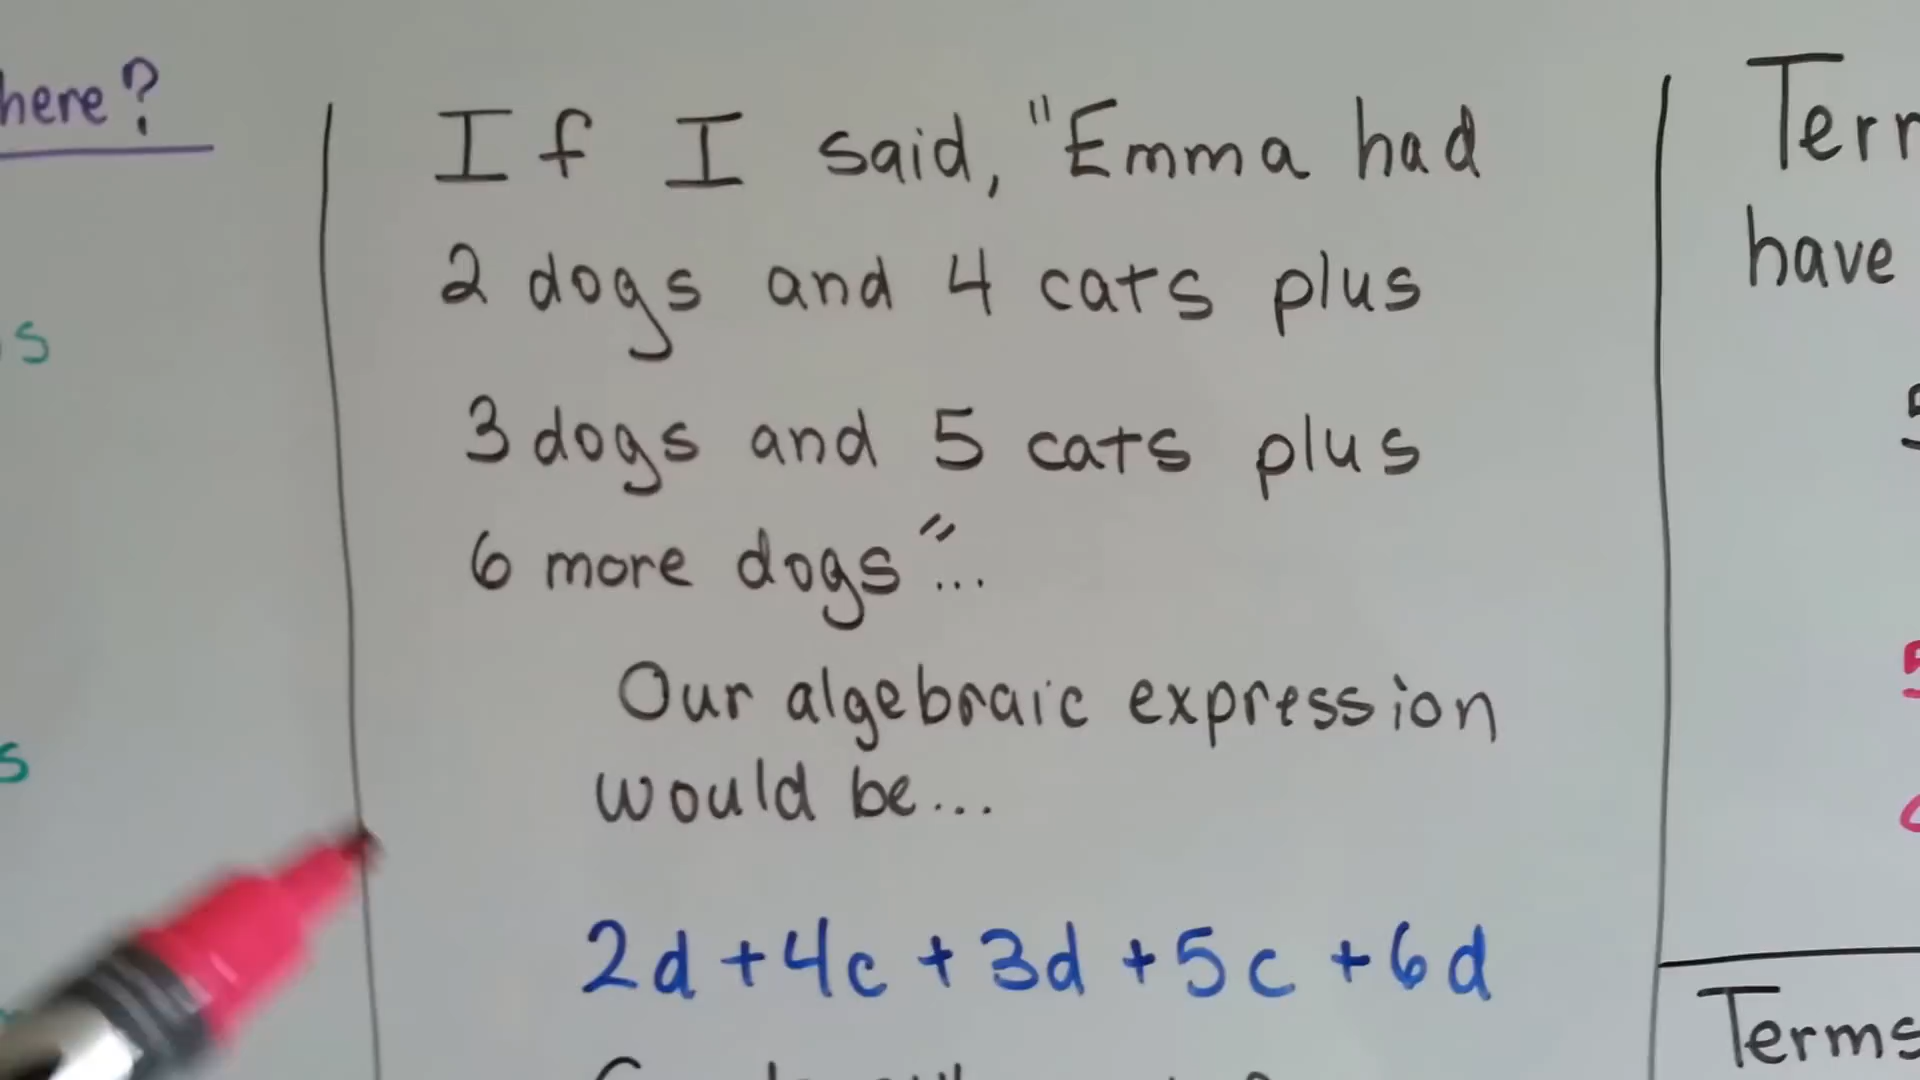 here?
s
s
If I said, "Emma had
2 dogs and 4 cats plus
3 dogs and 5 cats plus
6 more dogs"...
Our algebraic expression
would be...
2d + 4c + 3d + 5c + 6d
have
Terms